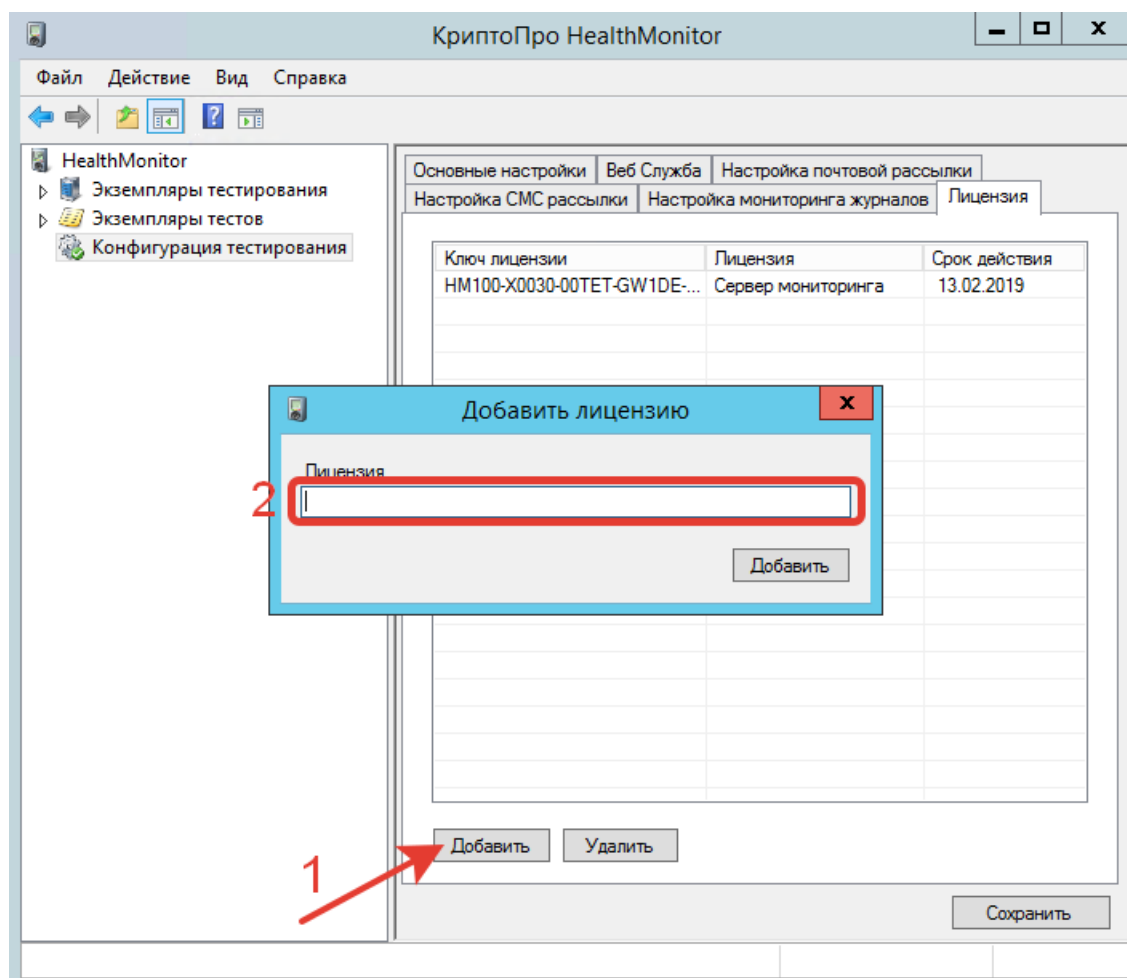 КриптоПро HealthMonitor
Файл Действие Вид Справка
HealthMonitor
Экземпляры тестирования
Экземпляры тестов
Конфигурация тестирования
Основные настройки Веб Служба Настройка почтовой рассылки
Настройка СМС рассылки Настройка мониторинга журналов Лицензия
Ключ лицензии Лицензия Срок действия
HM100-X0030-00TET-GW1DE-... Сервер мониторинга 13.02.2019
Добавить лицензию
x
Лицензия
2
Добавить
1
Добавить Удалить
Сохранить